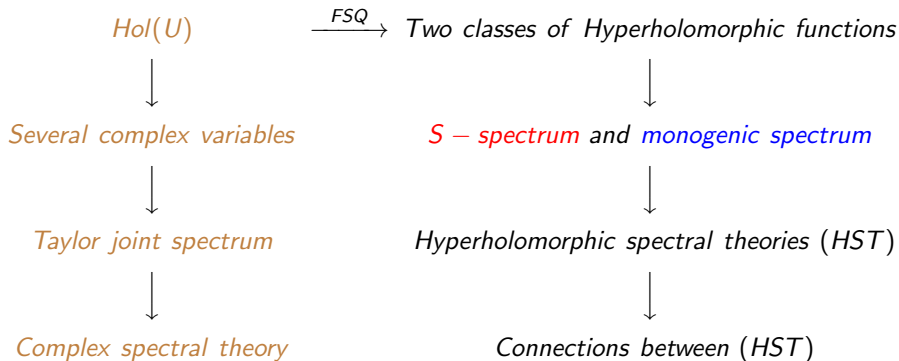 Hol(U) FSQ Two classes of Hyperholomorphic functions
Several complex variables S − spectrum and monogenic spectrum
Taylor joint spectrum Hyperholomorphic spectral theories (HST)
Complex spectral theory Connections between (HST)